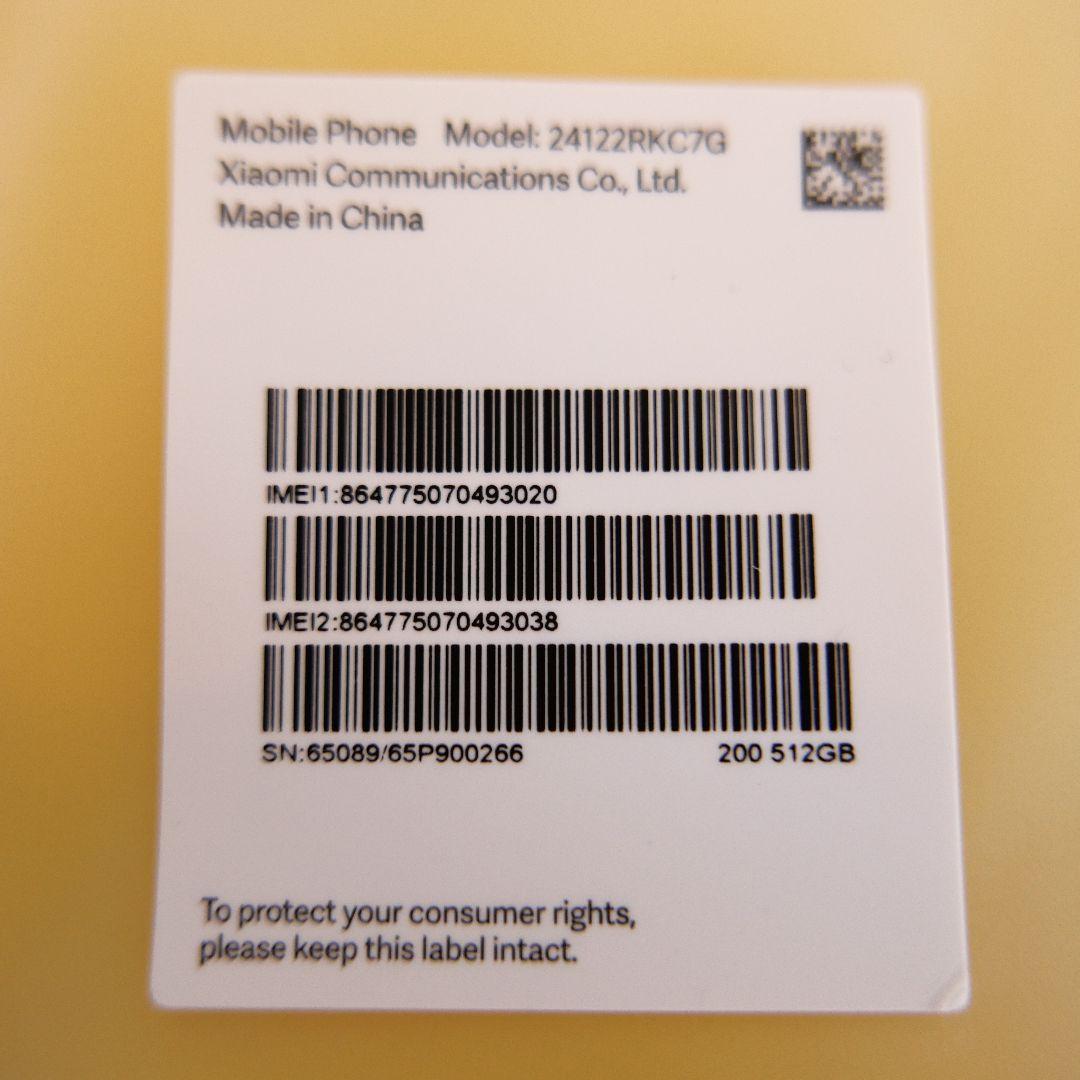 Mobile Phone Model: 24122RKC7G
Xiaomi Communications Co., Ltd.
Made in China
IMEI1:864775070493020
IMEI2:864775070493038
SN:65089/65P900266 200 512GB
To protect your consumer rights,
please keep this label intact.